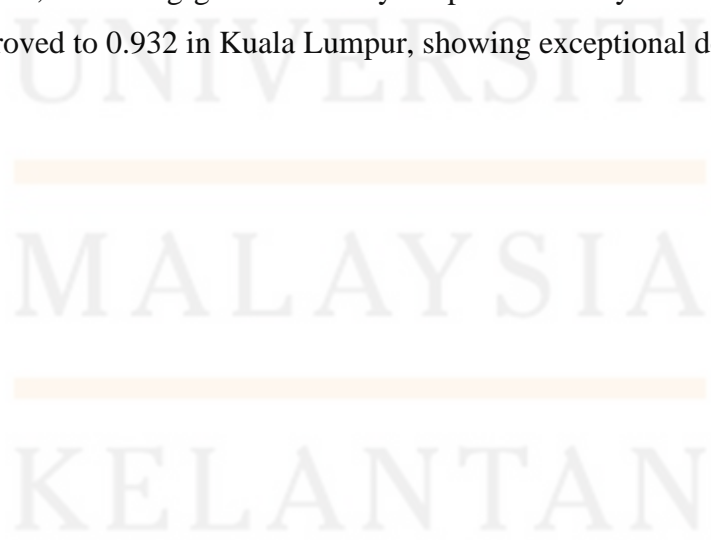 roved to 0.932 in Kuala Lumpur, showing exceptional d
UNIVERSITI
MALAYSIA
KELANTAN